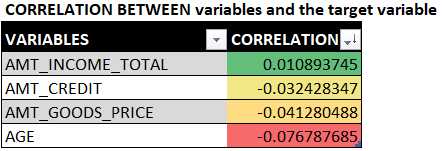 CORRELATION BETWEEN variables and the target variable
VARIABLES CORRELATION
AMT_INCOME_TOTAL 0.010893745
AMT_CREDIT -0.032428347
AMT_GOODS_PRICE -0.041280488
AGE -0.076787685